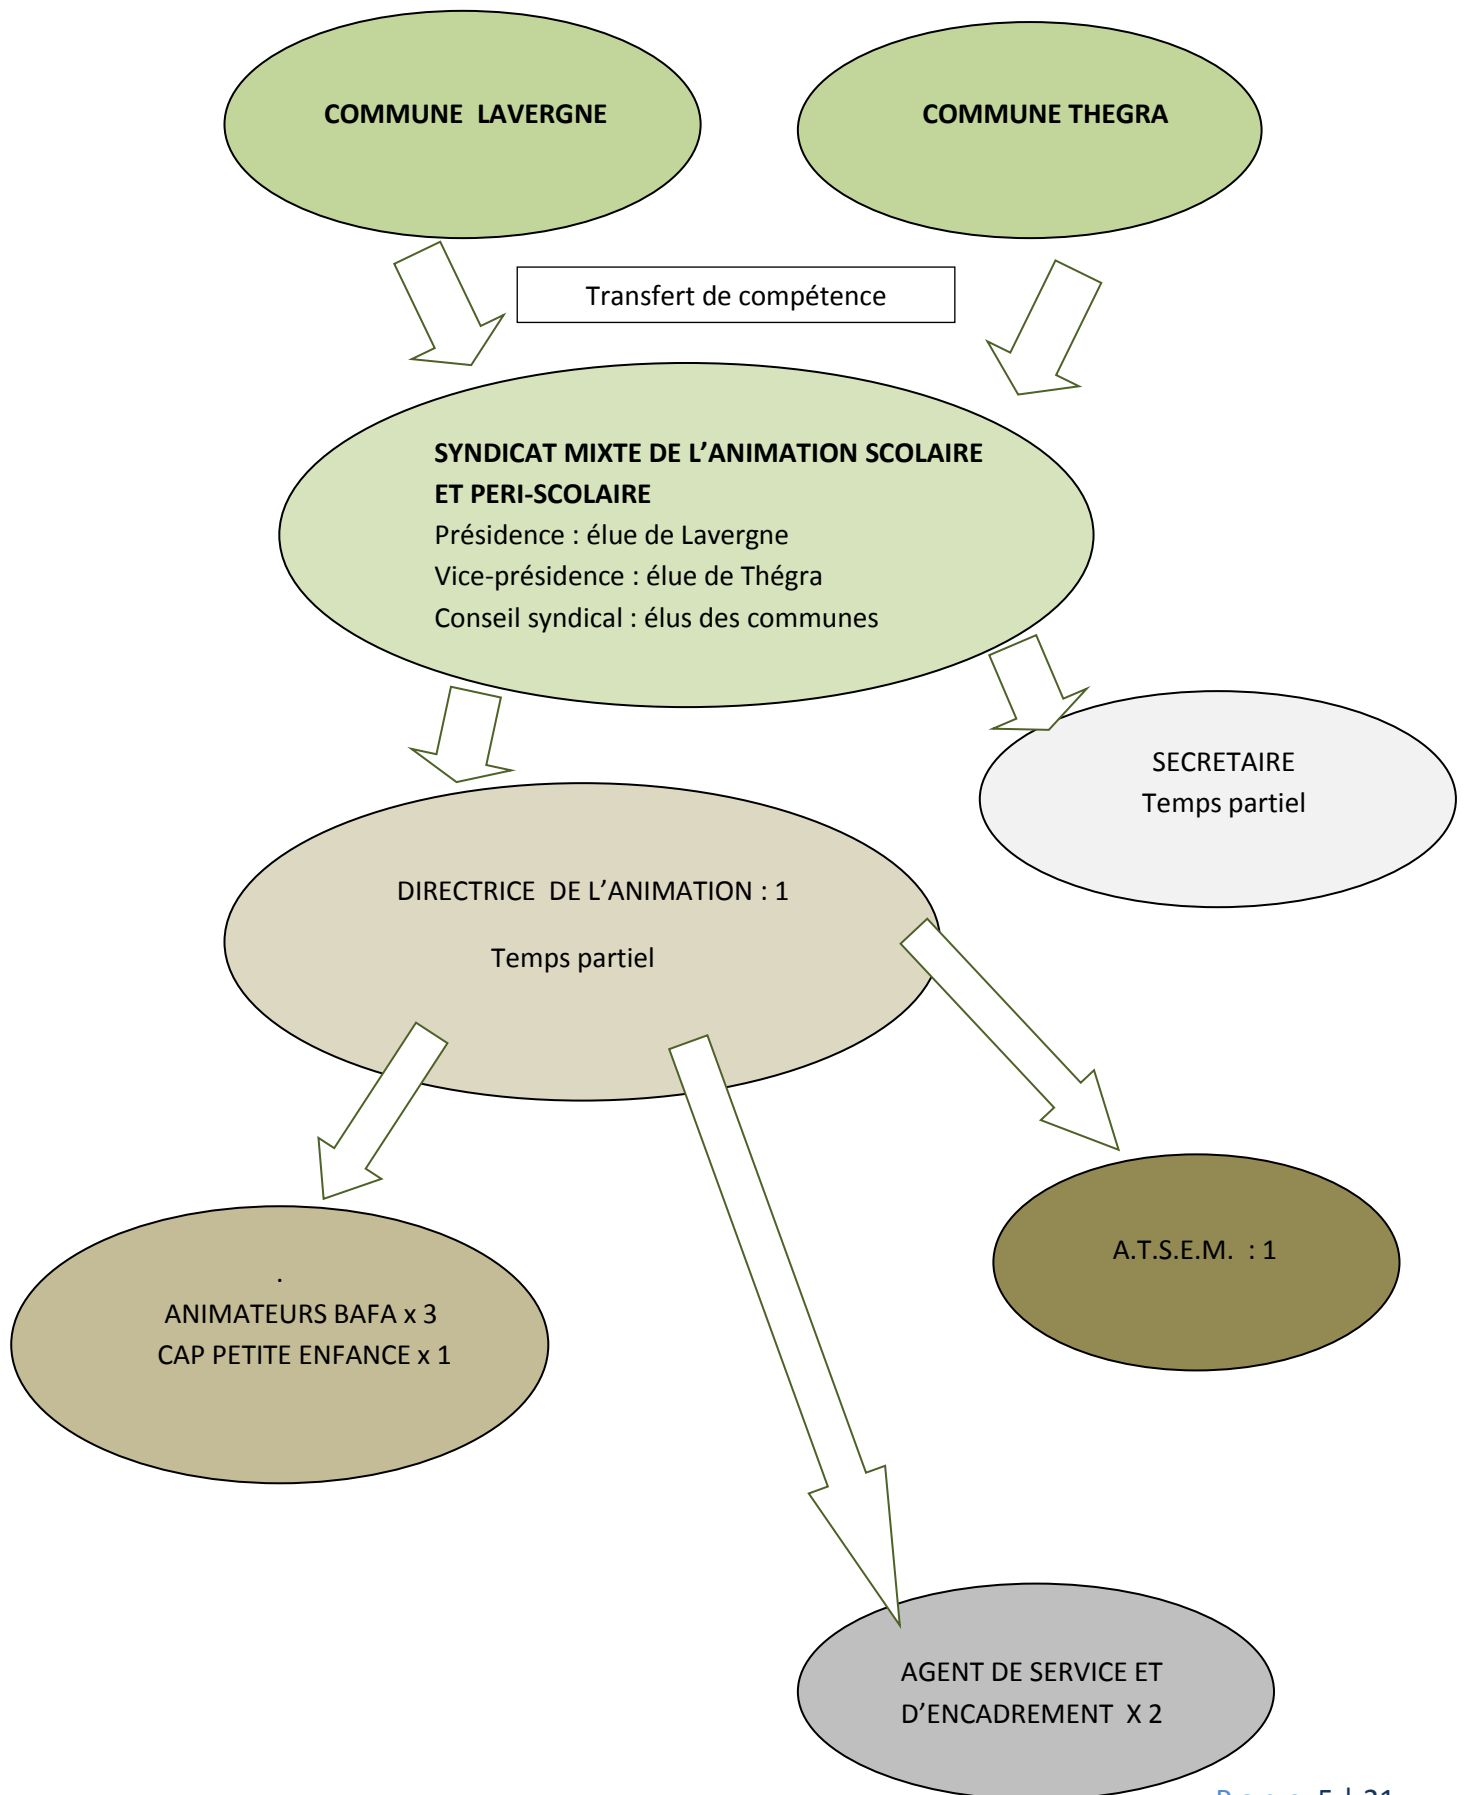 COMMUNE  LAVERGNE
COMMUNE THEGRA
Transfert de compétence
SYNDICAT MIXTE DE L’ANIMATION SCOLAIRE
ET PERI-SCOLAIRE
Présidence : élue de Lavergne
Vice-présidence : élue de Thégra
Conseil syndical : élus des communes
SECRETAIRE
Temps partiel
DIRECTRICE  DE L’ANIMATION : 1
Temps partiel
A.T.S.E.M.  : 1
.
ANIMATEURS BAFA x 3
CAP PETITE ENFANCE x 1
AGENT DE SERVICE ET
D’ENCADREMENT  X 2